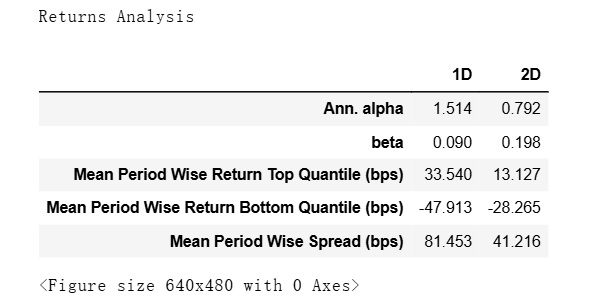 Returns Analysis
1D 2D
Ann. alpha 1.514 0.792
beta 0.090 0.198
Mean Period Wise Return Top Quantile (bps) 33.540 13.127
Mean Period Wise Return Bottom Quantile (bps) -47.913 -28.265
Mean Period Wise Spread (bps) 81.453 41.216
<Figure size 640x480 with 0 Axes>